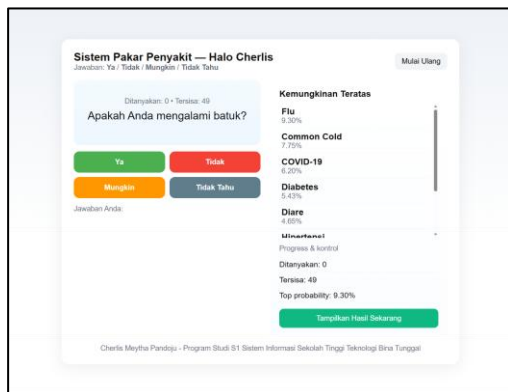 Sistem Pakar Penyakit — Halo Cherlis
Jawaban: Ya / Tidak / Mungkin / Tidak Tahu
Mulai Ulang
Ditanyakan: 0 • Tersisa: 49
Apakah Anda mengalami batuk?
Ya
Tidak
Mungkin
Tidak Tahu
Jawaban Anda:
Kemungkinan Teratas
Flu
9.30%
Common Cold
7.75%
COVID-19
6.20%
Diabetes
5.43%
Diare
4.65%
Hipertensi
Progress & kontrol
Ditanyakan: 0
Tersisa: 49
Top probability: 9.30%
Tampilkan Hasil Sekarang
Cherlis Meytha Pandoju - Program Studi S1 Sistem Informasi Sekolah Tinggi Teknologi Bina Tunggal